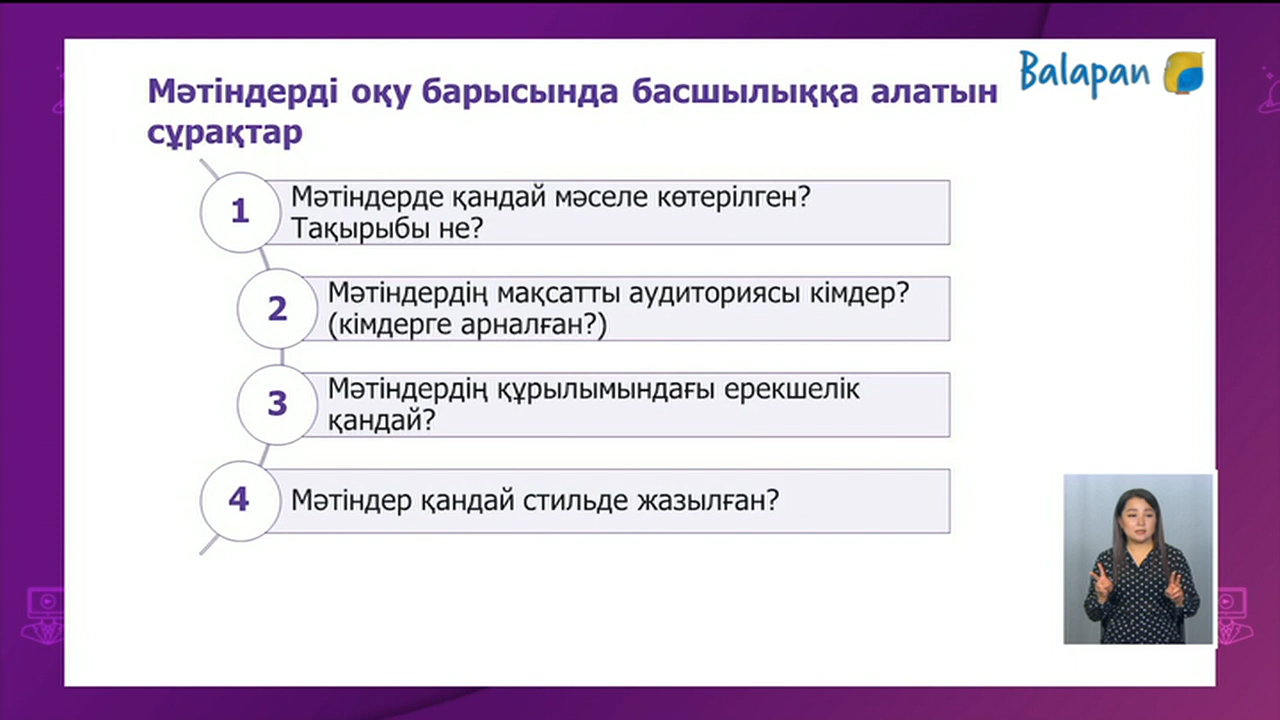 Balapan
Мәтіндерді оқу барысында басшылыққа алатын
сұрақтар
1
Мәтіндерде қандай мәселе көтерілген?
Тақырыбы не?
2
Мәтіндердің мақсатты аудиториясы кімдер?
(кімдерге арналған?)
3
Мәтіндердің құрылымындағы ерекшелік
қандай?
4
Мәтіндер қандай стильде жазылған?